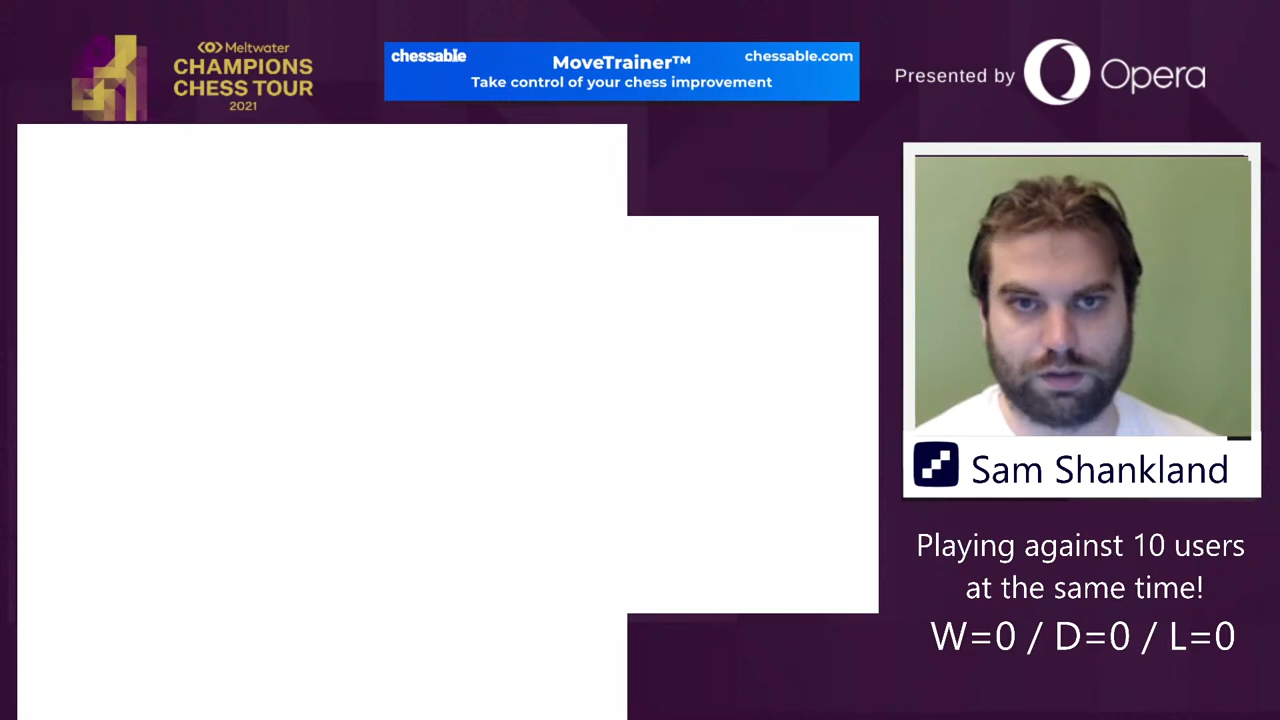 Meltwater
CHAMPIONS
CHESS TOUR
2021
chessable
MoveTrainer™
chessable.com
Take control of your chess improvement
Presented by
Opera
Sam Shankland
Playing against 10 users
at the same time!
W=0 / D=0 / L=0